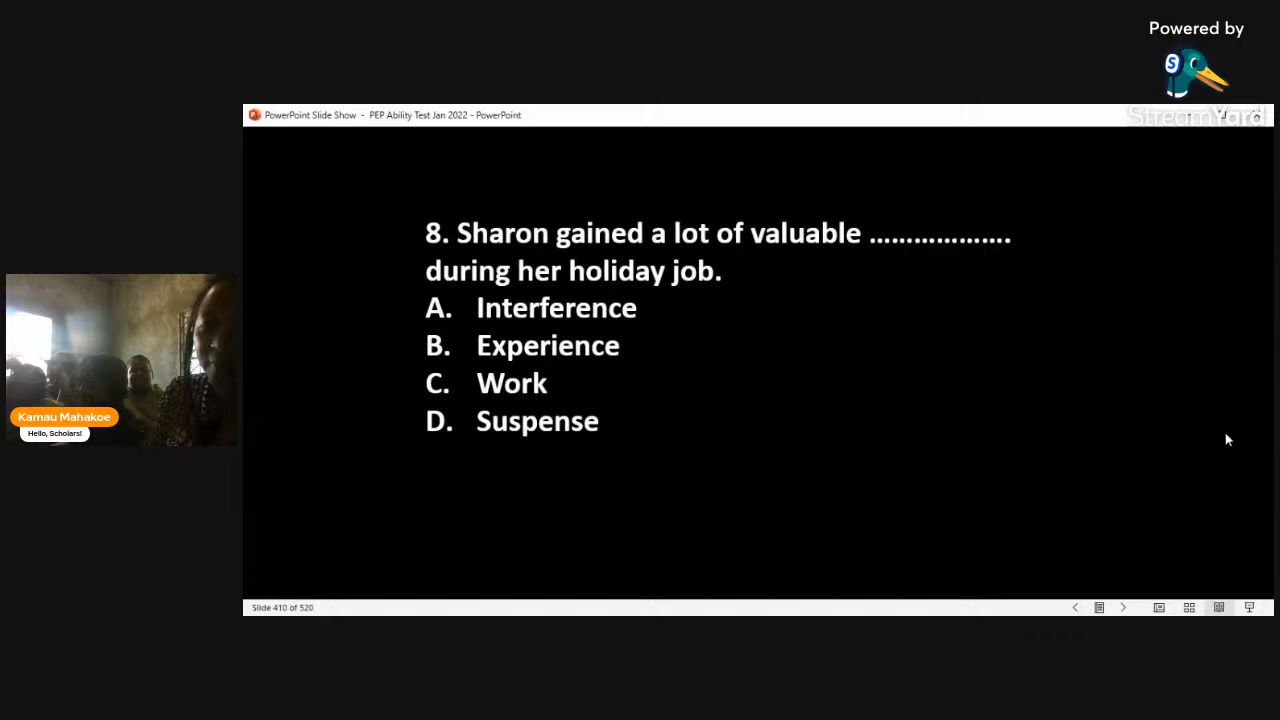 Powered by
StreamYard
PowerPoint Slide Show - PEP Ability Test Jan 2022 - PowerPoint
8. Sharon gained a lot of valuable ……………….
during her holiday job.
A. Interference
B. Experience
C. Work
D. Suspense
Kamau Mahakoe
Hello, Scholars!
Slide 410 of 520